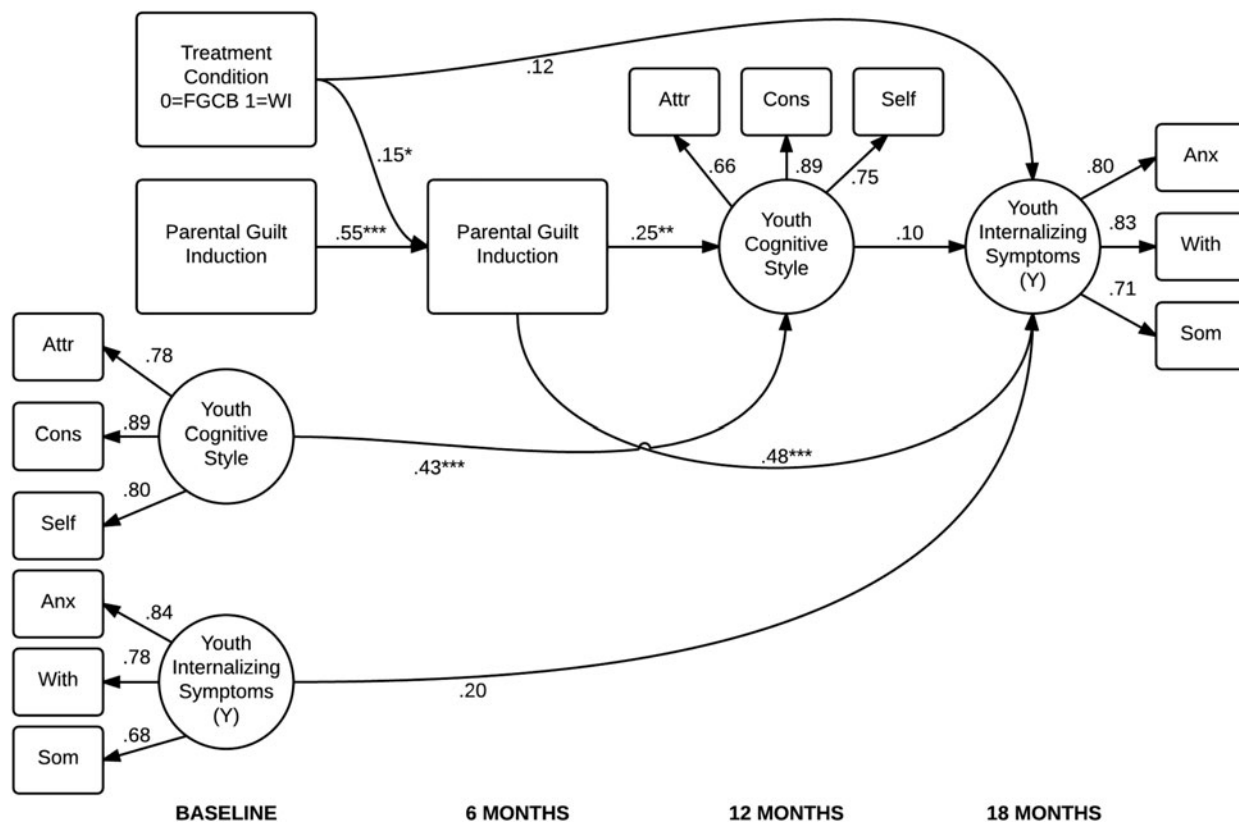 Treatment
Condition
0=FGCB 1=WI
.12
Attr
Cons
Self
.15*
.66
.89
.75
Anx
.80
Parental Guilt
Induction
.55***
Parental Guilt
Induction
.25**
Youth
Cognitive
Style
.10
Youth
Internalizing
Symptoms
(Y)
.83
With
.71
Som
Attr
.78
Cons
.89
Youth
Cognitive
Style
.43***
.48***
.80
Self
Anx
.84
With
.78
Youth
Internalizing
Symptoms
(Y)
.20
.68
Som
BASELINE
6 MONTHS
12 MONTHS
18 MONTHS